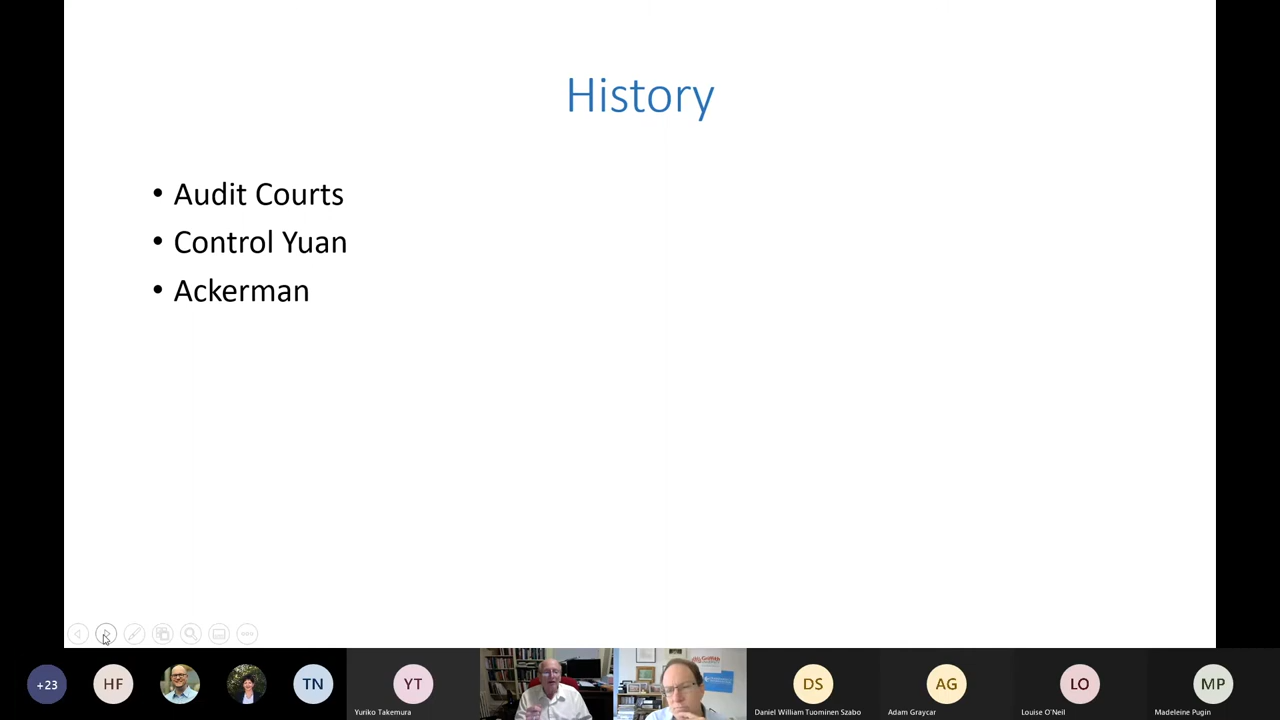 History
• Audit Courts
• Control Yuan
• Ackerman
+23
HF
TN
YT
Yuriko Takemura
Griffith
DS
Daniel William Tuominen Szabo
AG
Adam Graycar
LO
Louise O'Neil
MP
Madeleine Pugin